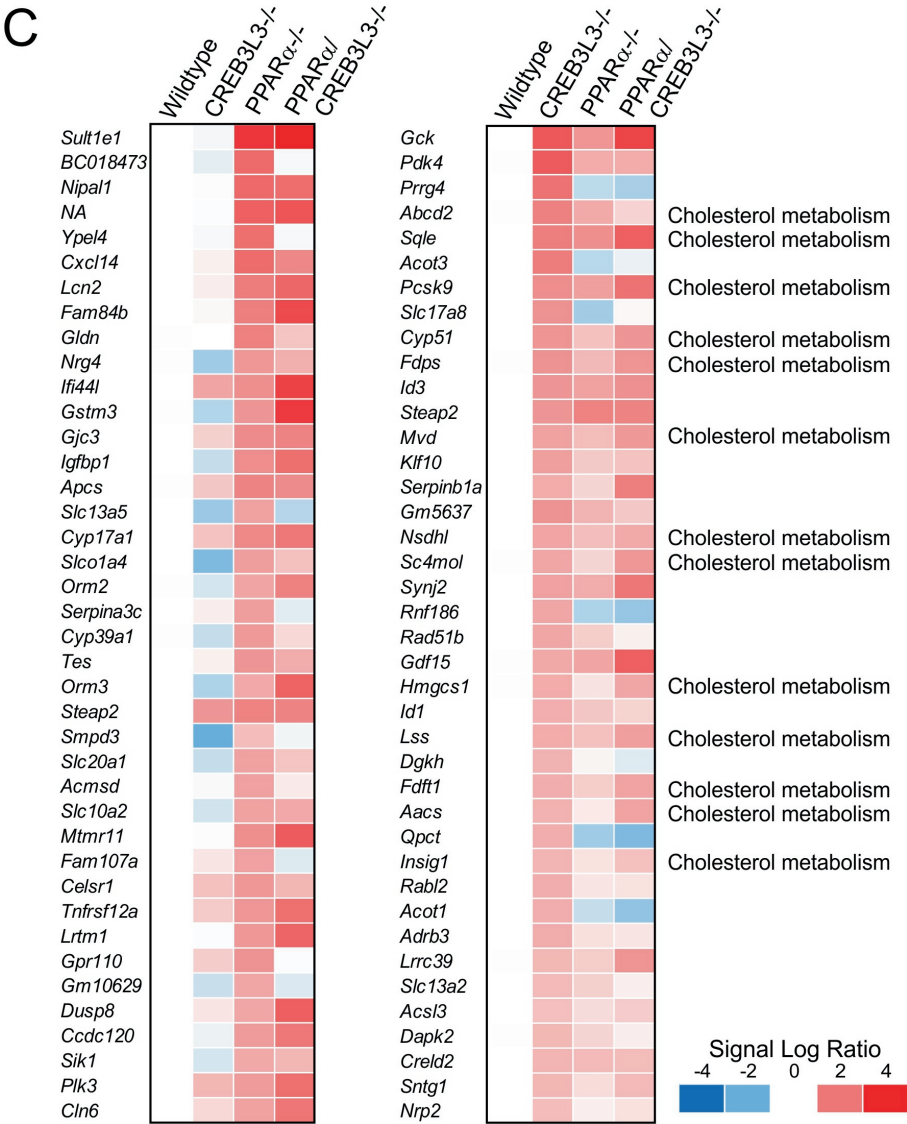 C
Wildtype
CREB3L3-/-
PPARα-/-
PPARα/
CREB3L3-/-
Sult1e1
BC018473
Nipal1
NA
Ypel4
Cxcl14
Lcn2
Fam84b
Gldn
Nrg4
Ifi44l
Gstm3
Gjc3
Igfbp1
Apcs
Slc13a5
Cyp17a1
Slco1a4
Orm2
Serpina3c
Cyp39a1
Tes
Orm3
Steap2
Smpd3
Slc20a1
Acmsd
Slc10a2
Mtmr11
Fam107a
Celsr1
Tnfrsf12a
Lrtm1
Gpr110
Gm10629
Dusp8
Ccdc120
Sik1
Plk3
Cln6
Wildtype
CREB3L3-/-
PPARα-/-
PPARα/
CREB3L3-/-
Gck
Pdk4
Prrg4
Abcd2 Cholesterol metabolism
Sqle Cholesterol metabolism
Acot3
Pcsk9 Cholesterol metabolism
Slc17a8
Cyp51 Cholesterol metabolism
Fdps Cholesterol metabolism
Id3
Steap2
Mvd Cholesterol metabolism
Klf10
Serpinb1a
Gm5637
Nsdhl Cholesterol metabolism
Sc4mol Cholesterol metabolism
Synj2
Rnf186
Rad51b
Gdf15
Hmgcs1 Cholesterol metabolism
Id1
Lss Cholesterol metabolism
Dgkh
Fdft1 Cholesterol metabolism
Aacs Cholesterol metabolism
Qpct
Insig1 Cholesterol metabolism
Rabl2
Acot1
Adrb3
Lrrc39
Slc13a2
Acsl3
Dapk2
Creld2
Sntg1
Nrp2
Signal Log Ratio
-4 -2 0 2 4